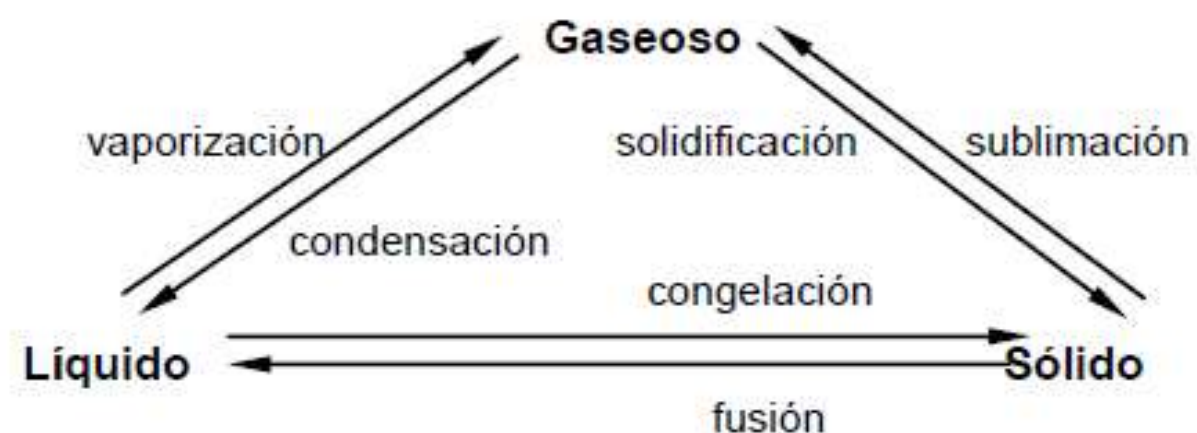 Gaseoso
vaporización
solidificación
sublimación
condensación
congelación
Líquido
Sólido
fusión